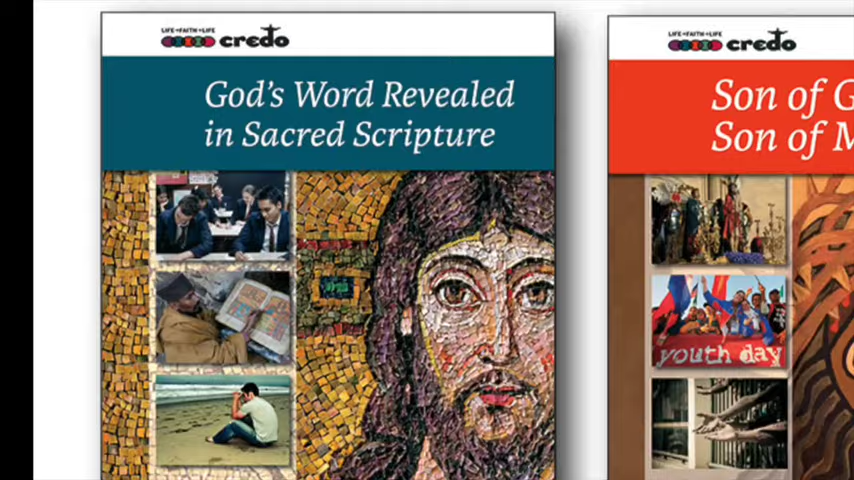 LIFE FAITH LIFE
credo
God's Word Revealed
in Sacred Scripture
LIFE FAITH LIFE
credo
Son of G
Son of M
youth day